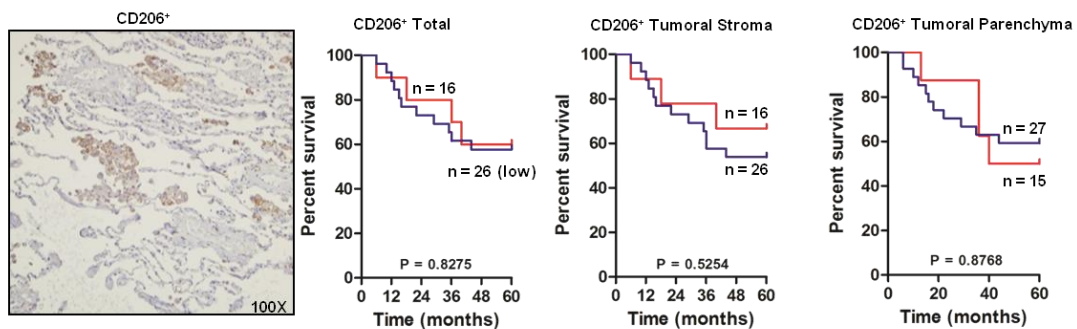 CD206⁺
100X
CD206⁺ Total
Percent survival
100
80
60
40
20
0
n = 16
n = 26 (low)
P = 0.8275
0 12 24 36 48 60
Time (months)
CD206⁺ Tumoral Stroma
Percent survival
100
80
60
40
20
0
n = 16
n = 26
P = 0.5254
0 12 24 36 48 60
Time (months)
CD206⁺ Tumoral Parenchyma
Percent survival
100
80
60
40
20
0
n = 27
n = 15
P = 0.8768
0 20 40 60
Time (months)